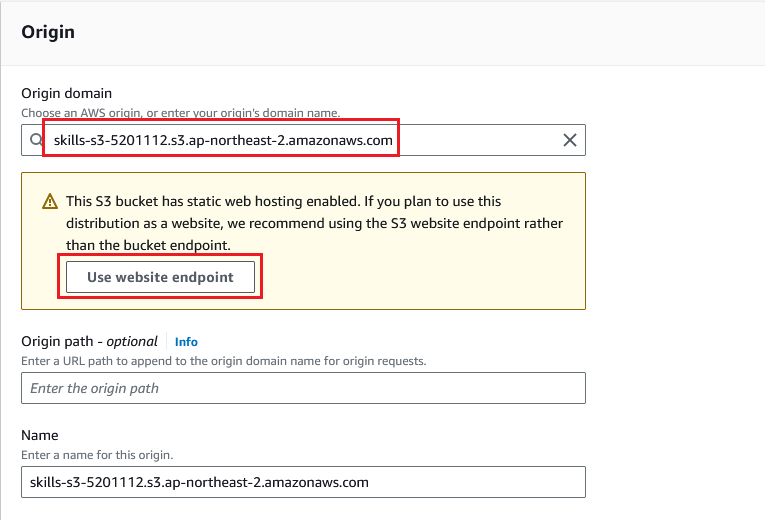 Origin
Origin domain
Choose an AWS origin, or enter your origin's domain name.
skills-s3-5201112.s3.ap-northeast-2.amazonaws.com
This S3 bucket has static web hosting enabled. If you plan to use this
distribution as a website, we recommend using the S3 website endpoint rather
than the bucket endpoint.
Use website endpoint
Origin path - optional Info
Enter a URL path to append to the origin domain name for origin requests.
Enter the origin path
Name
Enter a name for this origin.
skills-s3-5201112.s3.ap-northeast-2.amazonaws.com